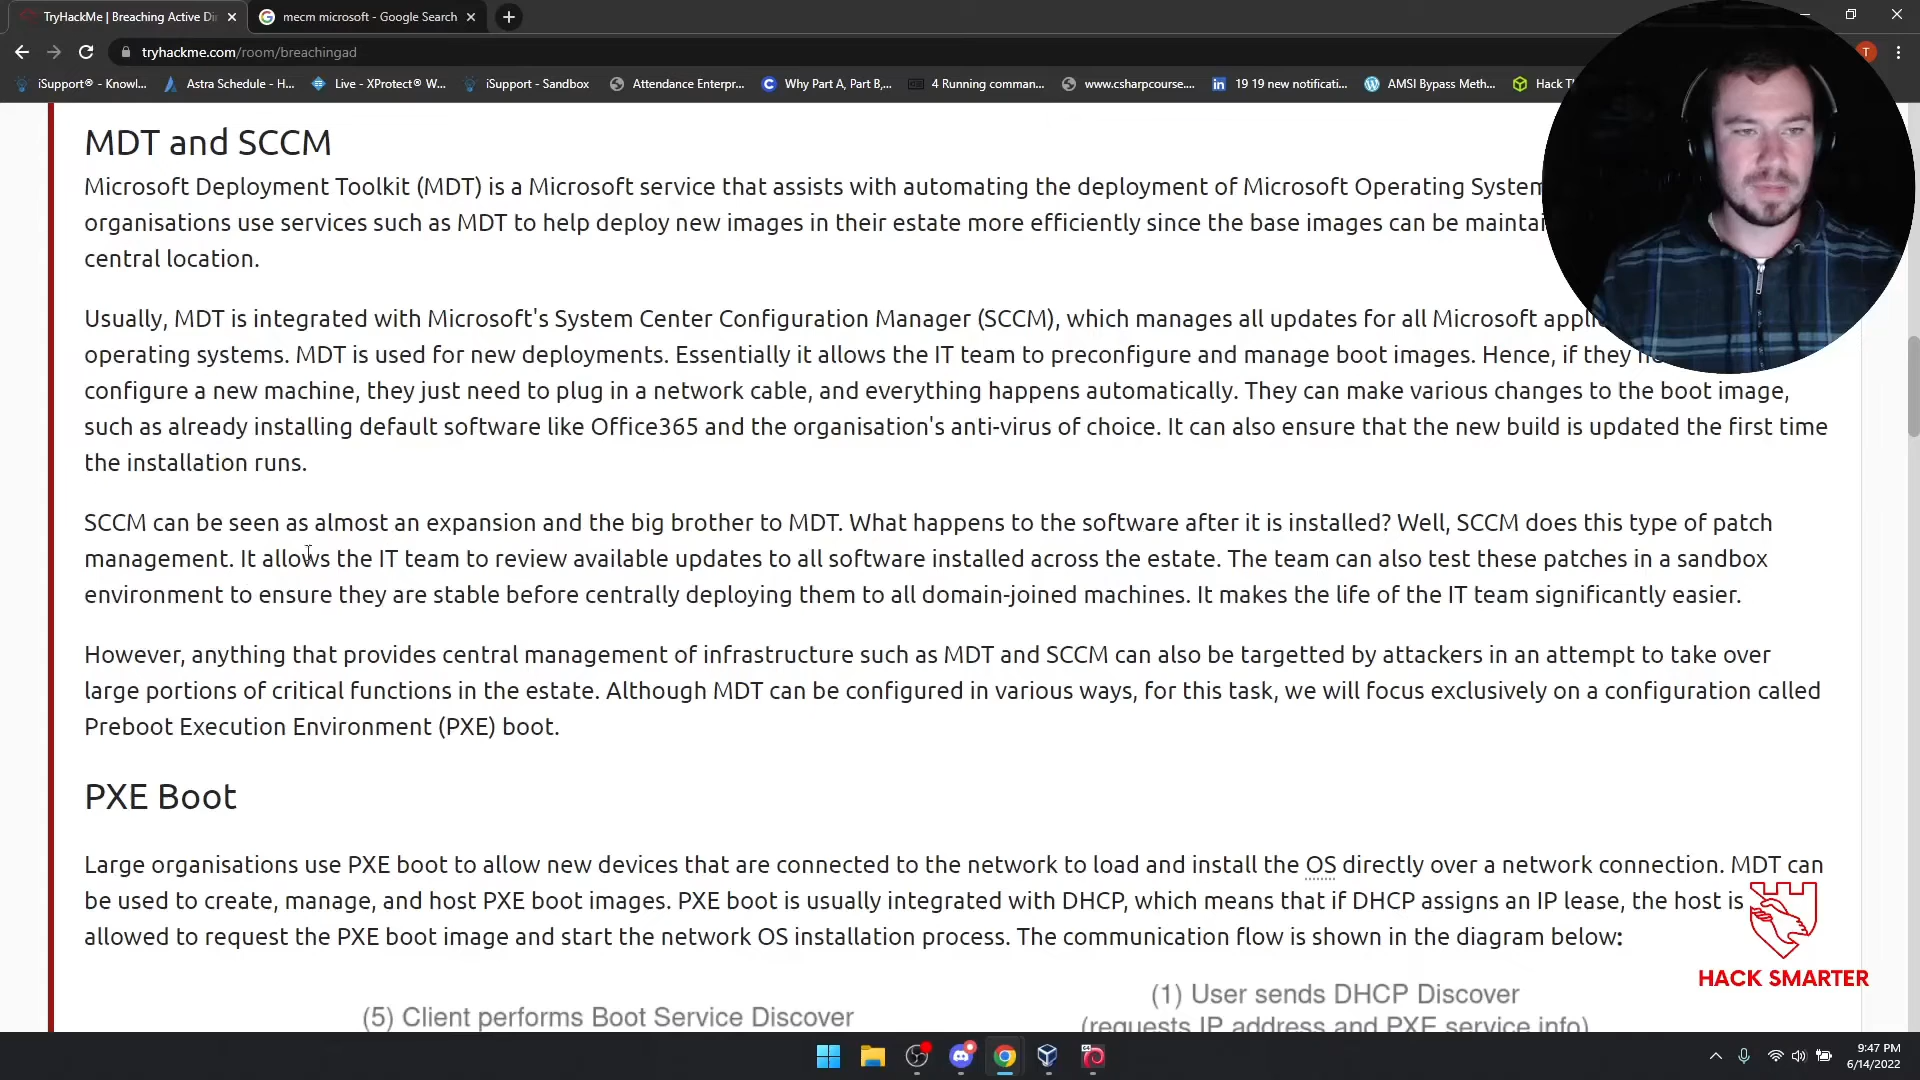 TryHackMe | Breaching Active Di
mecm microsoft - Google Search
tryhackme.com/room/breachingad
T
iSupport® - Knowl...
Astra Schedule - H...
Live - XProtect® W...
iSupport - Sandbox
Attendance Enterpr...
Why Part A, Part B,...
4 Running comman...
www.csharpcourse....
19 19 new notificati...
AMSI Bypass Meth...
Hack T
MDT and SCCM
Microsoft Deployment Toolkit (MDT) is a Microsoft service that assists with automating the deployment of Microsoft Operating System
organisations use services such as MDT to help deploy new images in their estate more efficiently since the base images can be maintai
central location.
Usually, MDT is integrated with Microsoft's System Center Configuration Manager (SCCM), which manages all updates for all Microsoft appli
operating systems. MDT is used for new deployments. Essentially it allows the IT team to preconfigure and manage boot images. Hence, if they
configure a new machine, they just need to plug in a network cable, and everything happens automatically. They can make various changes to the boot image,
such as already installing default software like Office365 and the organisation's anti-virus of choice. It can also ensure that the new build is updated the first time
the installation runs.
SCCM can be seen as almost an expansion and the big brother to MDT. What happens to the software after it is installed? Well, SCCM does this type of patch
management. It allows the IT team to review available updates to all software installed across the estate. The team can also test these patches in a sandbox
environment to ensure they are stable before centrally deploying them to all domain-joined machines. It makes the life of the IT team significantly easier.
However, anything that provides central management of infrastructure such as MDT and SCCM can also be targetted by attackers in an attempt to take over
large portions of critical functions in the estate. Although MDT can be configured in various ways, for this task, we will focus exclusively on a configuration called
Preboot Execution Environment (PXE) boot.
PXE Boot
Large organisations use PXE boot to allow new devices that are connected to the network to load and install the OS directly over a network connection. MDT can
be used to create, manage, and host PXE boot images. PXE boot is usually integrated with DHCP, which means that if DHCP assigns an IP lease, the host is
allowed to request the PXE boot image and start the network OS installation process. The communication flow is shown in the diagram below:
HACK SMARTER
(1) User sends DHCP Discover
(5) Client performs Boot Service Discover
(requests IP address and PXE service info)
9:47 PM
6/14/2022